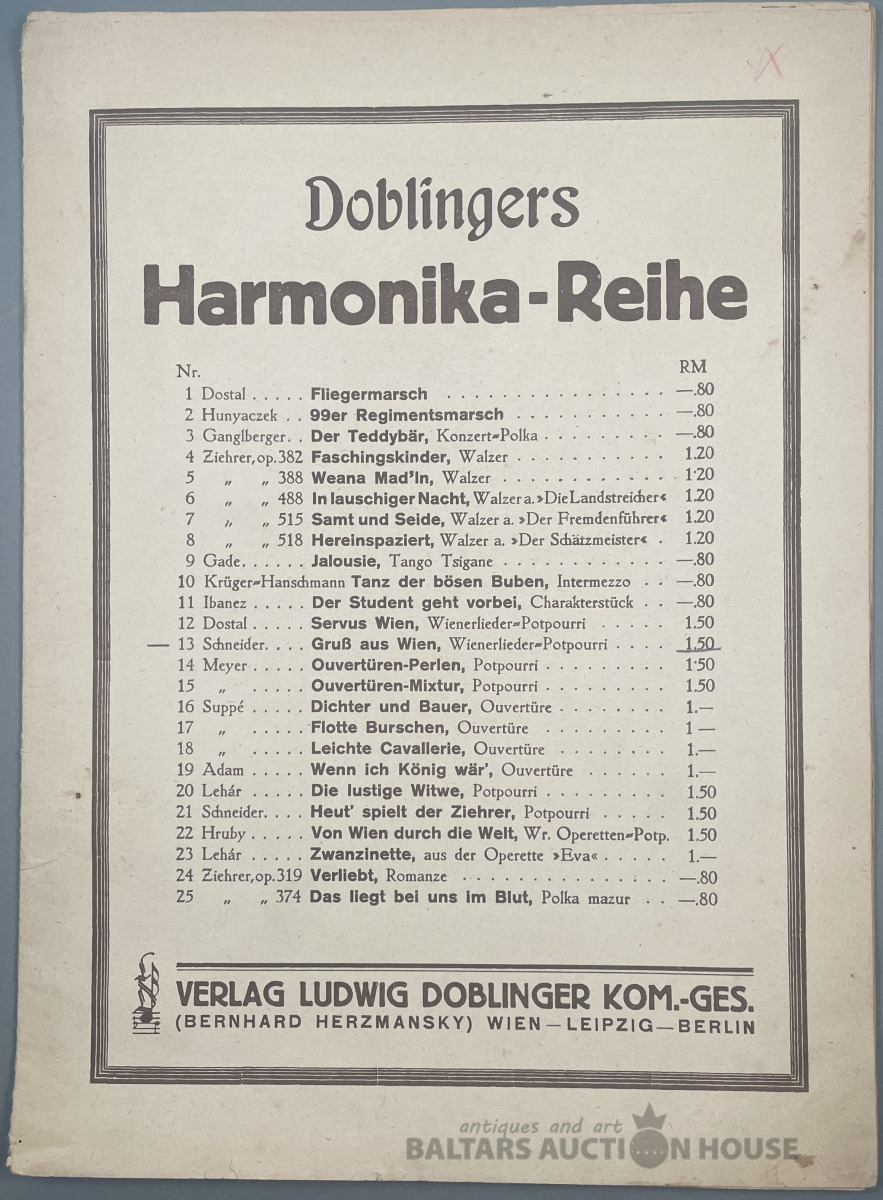 Doblingers
Harmonika-Reihe
Nr. RM
1 Dostal . . . . . Fliegermarsch . . . . . . . . . . . . . . . —.80
2 Hunyaczek . . 99er Regimentsmarsch . . . . . . . . . . —.80
3 Ganglberger. . Der Teddybär, Konzert-Polka . . . . . . . . . —.80
4 Ziehrer, op. 382 Faschingskinder, Walzer . . . . . . . . . . 1.20
5 „ „ 388 Weana Mad'ln, Walzer . . . . . . . . . . . 1·20
6 „ „ 488 In lauschiger Nacht, Walzer a. »Die Landstreicher« 1.20
7 „ „ 515 Samt und Seide, Walzer a. »Der Fremdenführer« 1.20
8 „ „ 518 Hereinspaziert, Walzer a. »Der Schätzmeister« . 1.20
9 Gade. . . . . . Jalousie, Tango Tsigane . . . . . . . . . . . —.80
10 Krüger-Hanschmann Tanz der bösen Buben, Intermezzo . . —.80
11 Ibanez . . . . . Der Student geht vorbei, Charakterstück . . —.80
12 Dostal . . . . . Servus Wien, Wienerlieder-Potpourri . . . . . 1.50
— 13 Schneider. . . . Gruß aus Wien, Wienerlieder-Potpourri . . . . 1.50
14 Meyer . . . . . Ouvertüren-Perlen, Potpourri . . . . . . . . . 1·50
15 „ . . . . . Ouvertüren-Mixtur, Potpourri . . . . . . . . . 1.50
16 Suppé . . . . . Dichter und Bauer, Ouvertüre . . . . . . . . 1.—
17 „ . . . . . Flotte Burschen, Ouvertüre . . . . . . . . . 1 —
18 „ . . . . . Leichte Cavallerie, Ouvertüre . . . . . . . . 1.—
19 Adam . . . . . Wenn ich König wär', Ouvertüre . . . . . . 1.—
20 Lehár . . . . . Die lustige Witwe, Potpourri . . . . . . . . . 1.50
21 Schneider. . . . Heut' spielt der Ziehrer, Potpourri . . . . . 1.50
22 Hruby . . . . . Von Wien durch die Welt, Wr. Operetten-Potp. 1.50
23 Lehár . . . . . Zwanzinette, aus der Operette »Eva« . . . . . 1.—
24 Ziehrer, op. 319 Verliebt, Romanze . . . . . . . . . . . . . . —.80
25 „ „ 374 Das liegt bei uns im Blut, Polka mazur . . —.80
VERLAG LUDWIG DOBLINGER KOM.-GES.
(BERNHARD HERZMANSKY) WIEN — LEIPZIG — BERLIN
antiques and art
BALTARS AUCTION HOUSE